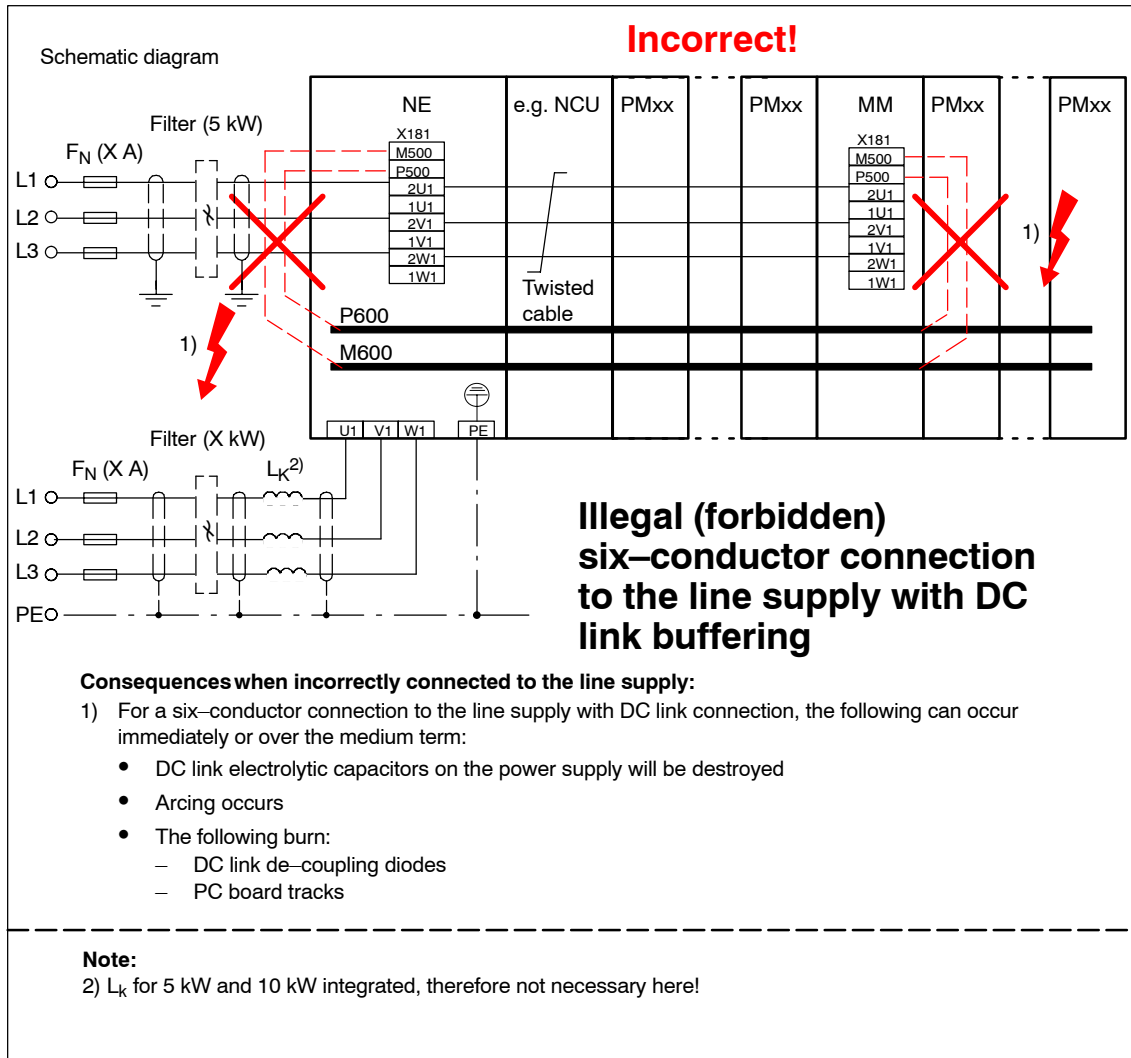 Incorrect!
Schematic diagram
NE
e.g. NCU
PMxx
PMxx
MM
PMxx
PMxx
Filter (5 kW)
FN (X A)
L1
L2
L3
X181
M500
P500
2U1
1U1
2V1
1V1
2W1
1W1
X181
M500
P500
2U1
1U1
2V1
1V1
2W1
1W1
1)
Twisted
cable
P600
M600
1)
U1
V1
W1
PE
Filter (X kW)
FN (X A)
LK2)
L1
L2
L3
PE
Illegal (forbidden)
six–conductor connection
to the line supply with DC
link buffering
Consequences when incorrectly connected to the line supply:
1) For a six–conductor connection to the line supply with DC link connection, the following can occur
immediately or over the medium term:
• DC link electrolytic capacitors on the power supply will be destroyed
• Arcing occurs
• The following burn:
– DC link de–coupling diodes
– PC board tracks
Note:
2) Lk for 5 kW and 10 kW integrated, therefore not necessary here!